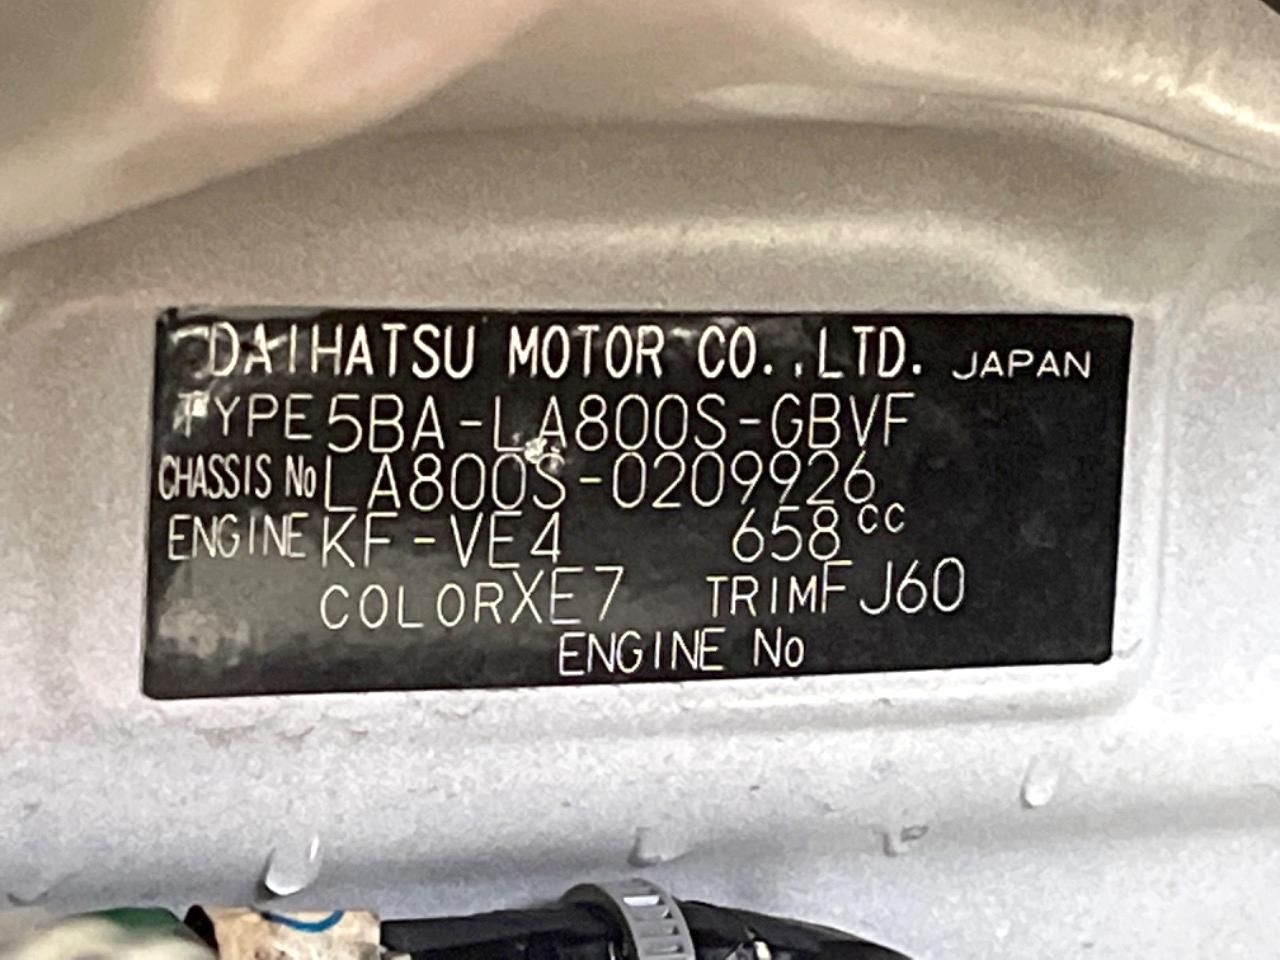 DAIHATSU MOTOR CO.,LTD. JAPAN
TYPE 5BA-LA800S-GBVF
CHASSIS No LA800S-0209926
ENGINE KF-VE4 658cc
COLOR XE7 TRIM FJ60
ENGINE No